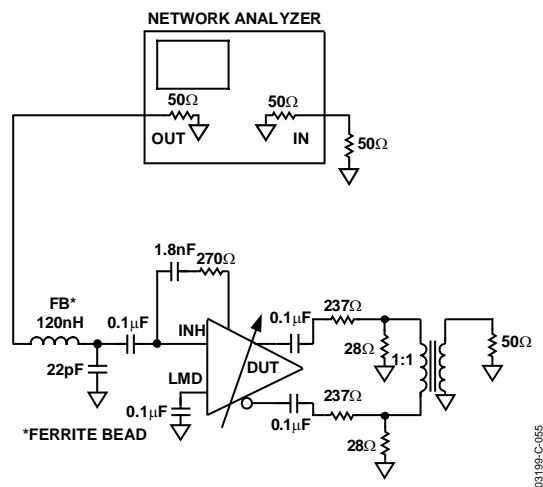 NETWORK ANALYZER
50Ω
50Ω
OUT
IN
50Ω
1.8nF
270Ω
FB*
120nH
0.1μF
INH
0.1μF
237Ω
22pF
28Ω
1:1
50Ω
LMD
DUT
0.1μF
237Ω
0.1μF
*FERRITE BEAD
28Ω
03199-C-055